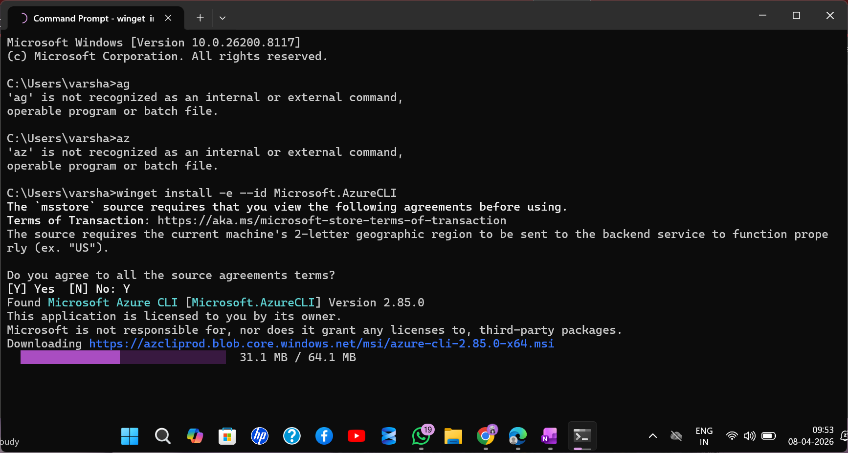 Command Prompt - winget in
Microsoft Windows [Version 10.0.26200.8117]
(c) Microsoft Corporation. All rights reserved.
C:\Users\varsha>ag
'ag' is not recognized as an internal or external command,
operable program or batch file.
C:\Users\varsha>az
'az' is not recognized as an internal or external command,
operable program or batch file.
C:\Users\varsha>winget install -e --id Microsoft.AzureCLI
The `msstore` source requires that you view the following agreements before using.
Terms of Transaction: https://aka.ms/microsoft-store-terms-of-transaction
The source requires the current machine's 2-letter geographic region to be sent to the backend service to function prope
rly (ex. "US").
Do you agree to all the source agreements terms?
[Y] Yes  [N] No: Y
Found Microsoft Azure CLI [Microsoft.AzureCLI] Version 2.85.0
This application is licensed to you by its owner.
Microsoft is not responsible for, nor does it grant any licenses to, third-party packages.
Downloading https://azcliprod.blob.core.windows.net/msi/azure-cli-2.85.0-x64.msi
31.1 MB / 64.1 MB
oudy
hp
19
N
ENG
IN
09:53
08-04-2026